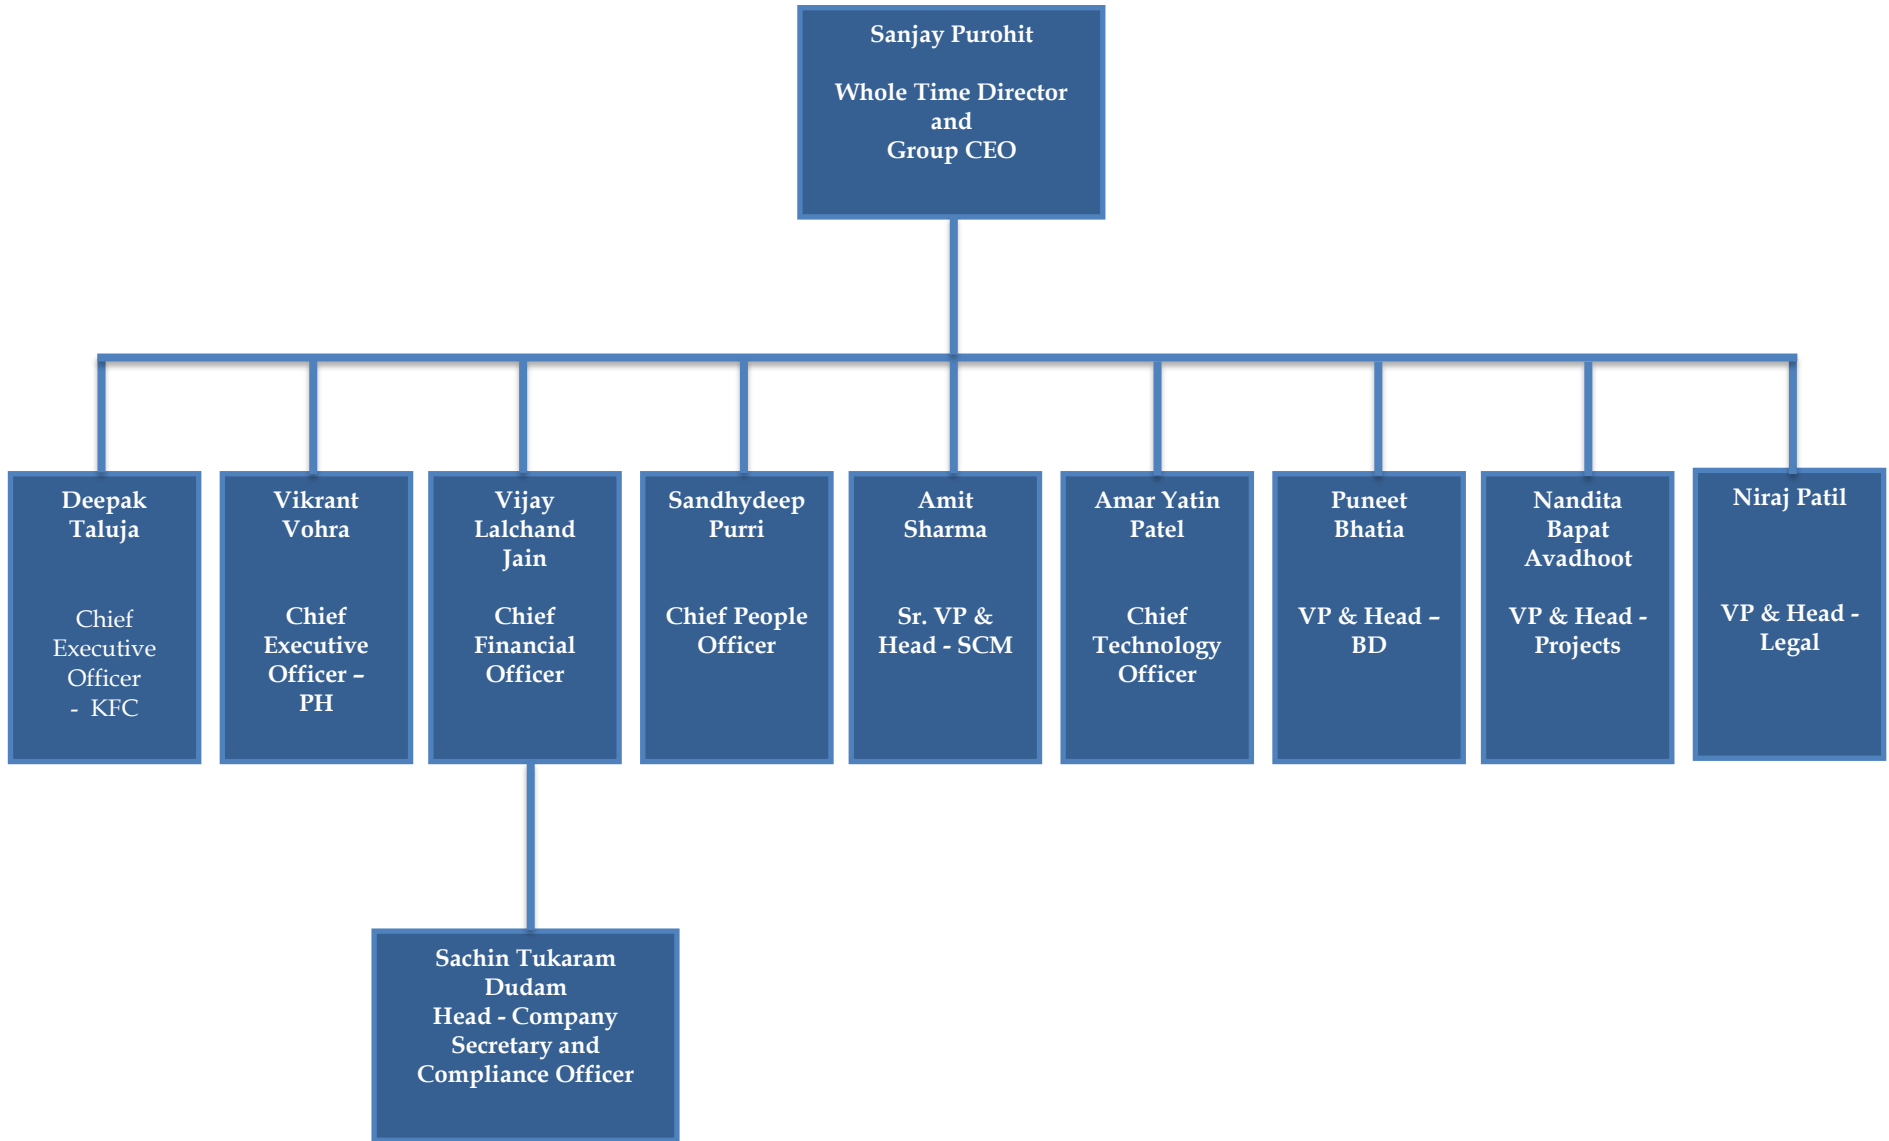 Sanjay Purohit
Whole Time Director
and
Group CEO
Deepak
Taluja
Chief
Executive
Officer
- KFC
Vikrant
Vohra
Chief
Executive
Officer –
PH
Vijay
Lalchand
Jain
Chief
Financial
Officer
Sandhydeep
Purri
Chief People
Officer
Amit
Sharma
Sr. VP &
Head - SCM
Amar Yatin
Patel
Chief
Technology
Officer
Puneet
Bhatia
VP & Head –
BD
Nandita
Bapat
Avadhoot
VP & Head -
Projects
Niraj Patil
VP & Head -
Legal
Sachin Tukaram
Dudam
Head - Company
Secretary and
Compliance Officer